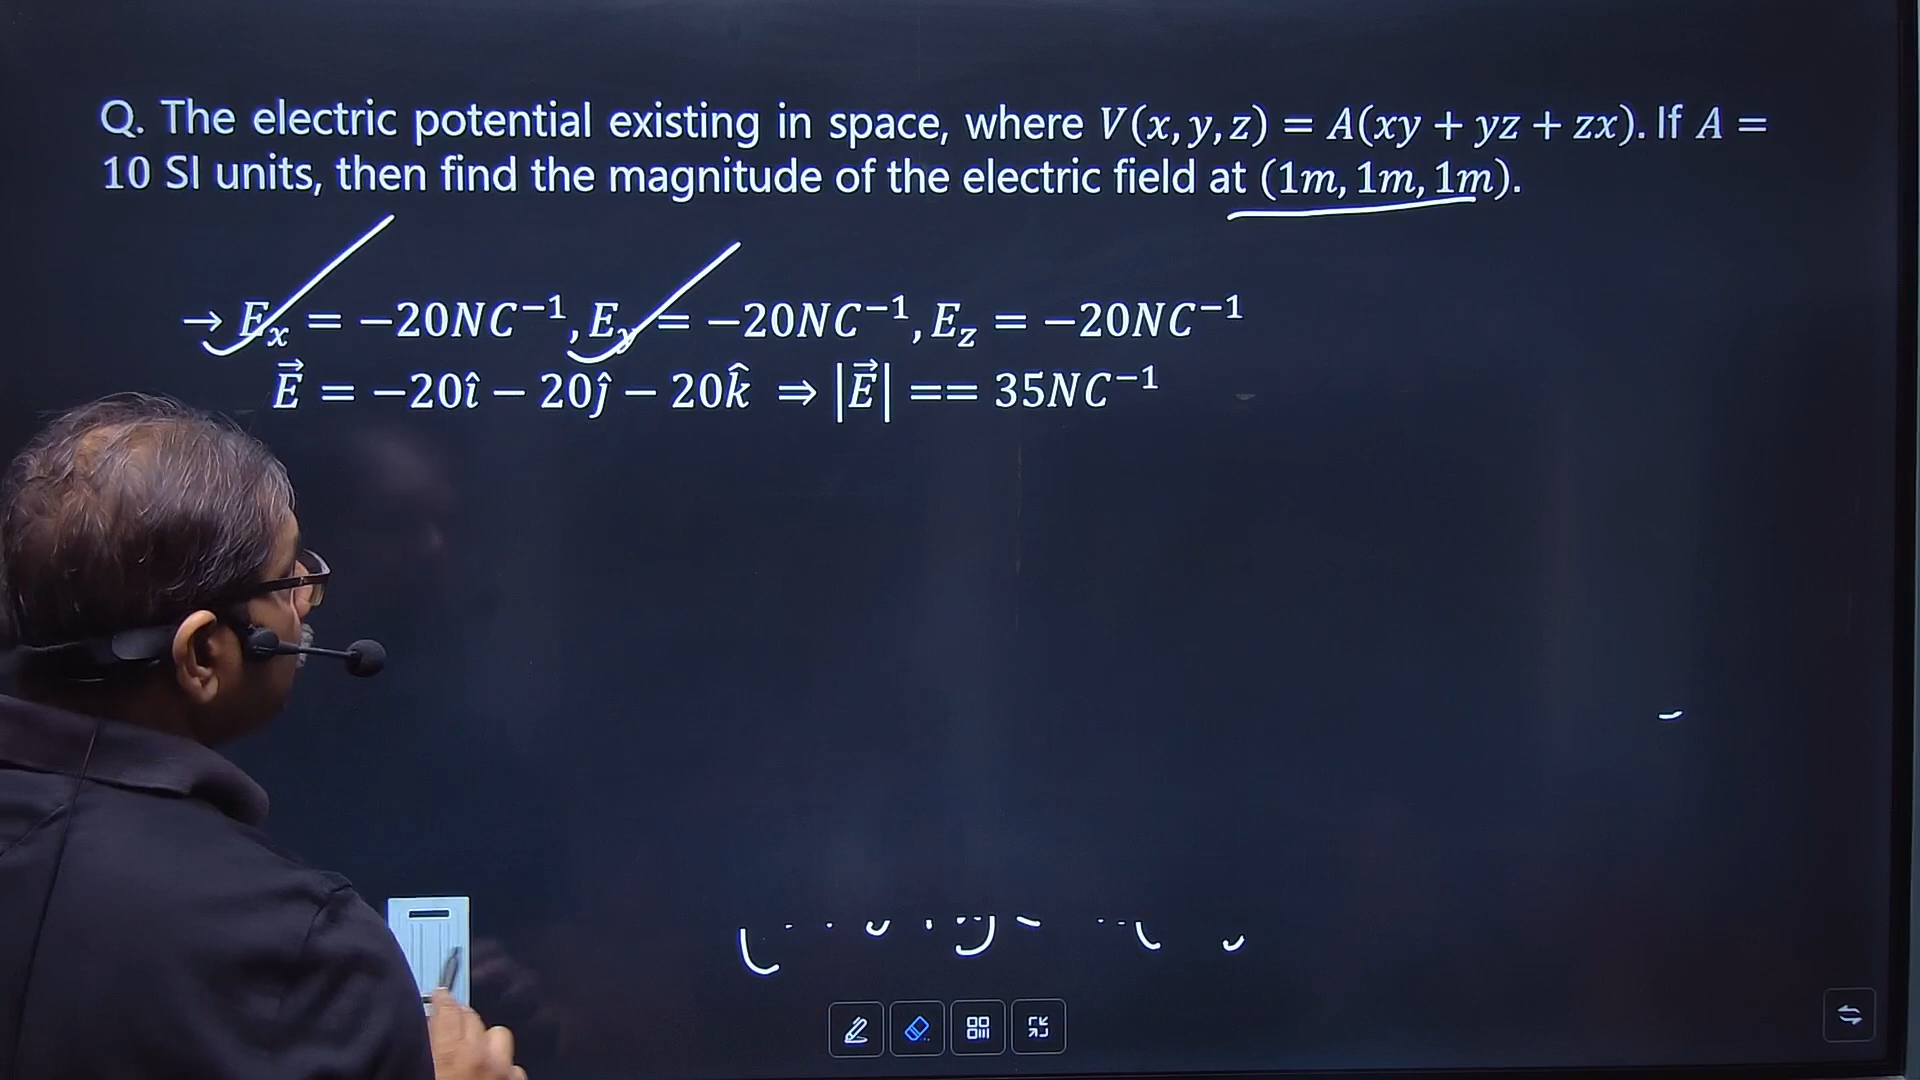 Q. The electric potential existing in space, where V(x, y, z) = A(xy + yz + zx). If A =
10 SI units, then find the magnitude of the electric field at (1m, 1m, 1m).
→ Eₓ = −20NC⁻¹, Eᵧ = −20NC⁻¹, E_z = −20NC⁻¹
E⃗ = −20î − 20ĵ − 20k̂ ⇒ |E⃗| == 35NC⁻¹